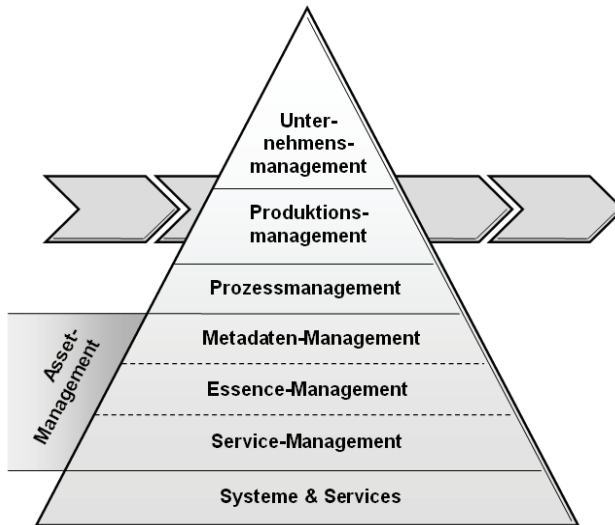 Unter-
nehmens-
management
Produktions-
management
Prozessmanagement
Asset-
Management
Metadaten-Management
Essence-Management
Service-Management
Systeme & Services